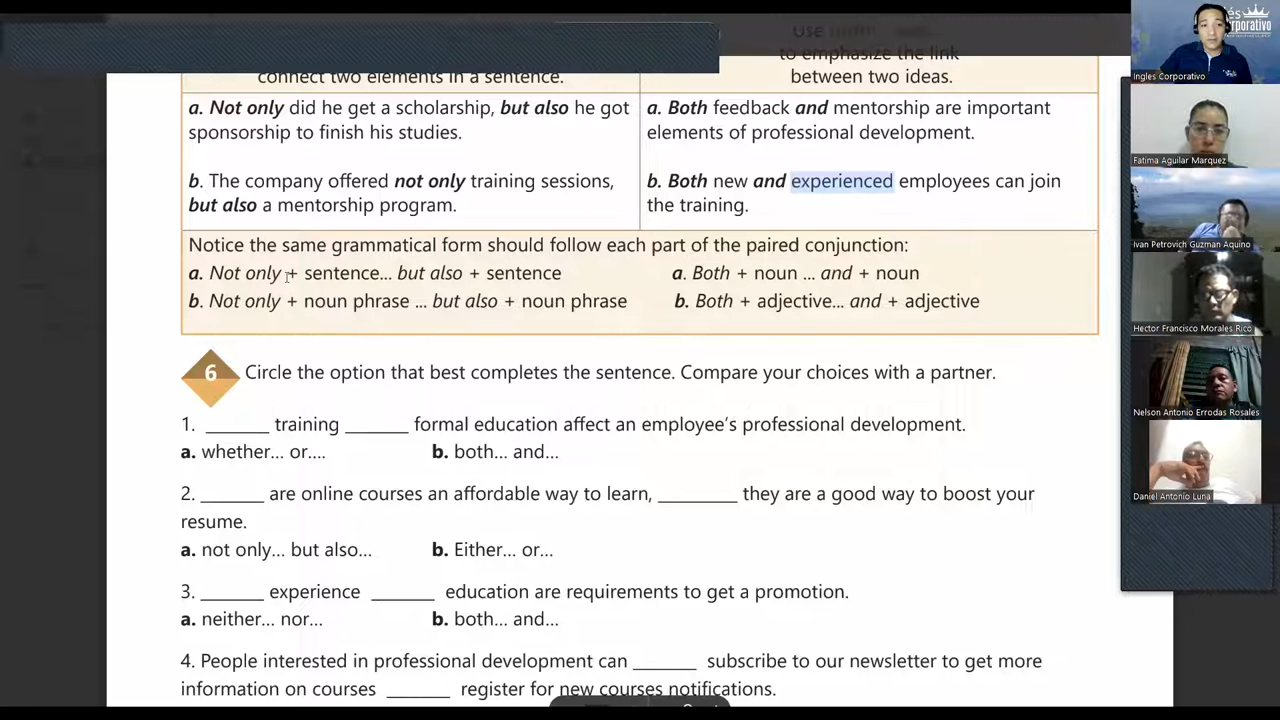 to emphasize the link
connect two elements in a sentence.
between two ideas.
a. Not only did he get a scholarship, but also he got
sponsorship to finish his studies.
b. The company offered not only training sessions,
but also a mentorship program.
a. Both feedback and mentorship are important
elements of professional development.
b. Both new and experienced employees can join
the training.
Notice the same grammatical form should follow each part of the paired conjunction:
a. Not only + sentence... but also + sentence
b. Not only + noun phrase ... but also + noun phrase
a. Both + noun ... and + noun
b. Both + adjective... and + adjective
6 Circle the option that best completes the sentence. Compare your choices with a partner.
1. _______ training _______ formal education affect an employee's professional development.
a. whether... or.... b. both... and...
2. _______ are online courses an affordable way to learn, ________ they are a good way to boost your
resume.
a. not only... but also... b. Either... or...
3. _______ experience _______ education are requirements to get a promotion.
a. neither... nor... b. both... and...
4. People interested in professional development can _______ subscribe to our newsletter to get more
information on courses _______ register for new courses notifications.
Ingles Corporativo
Fatima Aguilar Marquez
Ivan Petrovich Guzman Aquino
Hector Francisco Morales Rico
Nelson Antonio Errodas Rosales
Daniel Antonio Luna